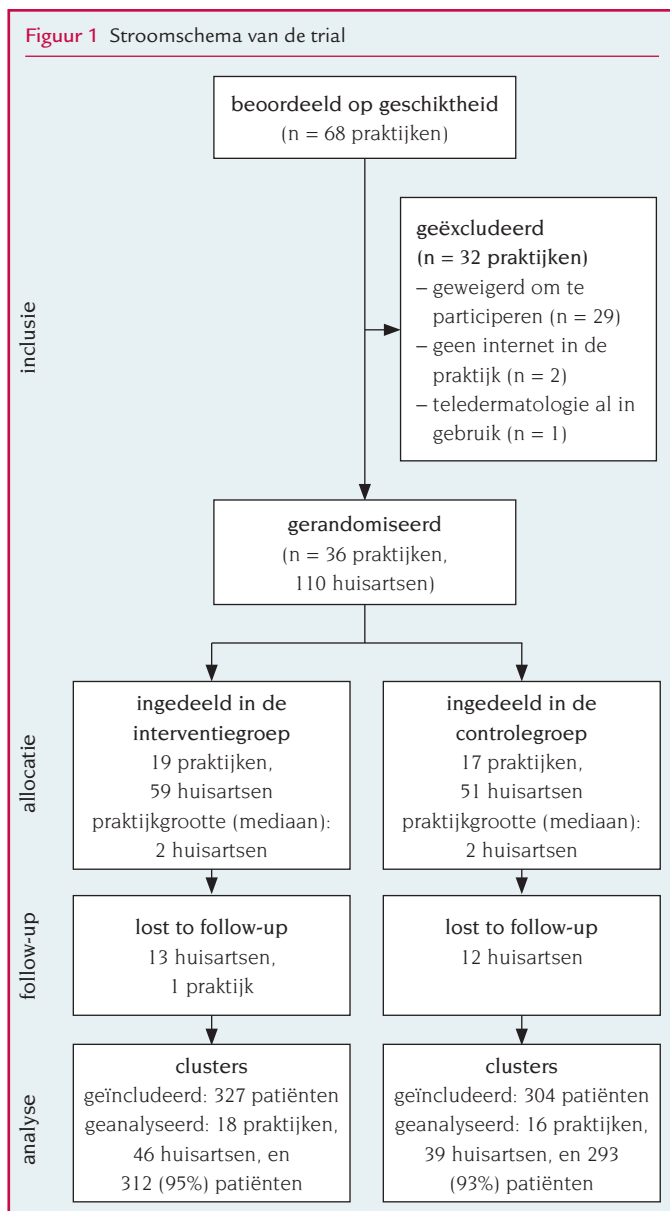 Figuur 1 Stroomschema van de trial
beoordeeld op geschiktheid
(n = 68 praktijken)
geëxcludeerd
(n = 32 praktijken)
– geweigerd om te
participeren (n = 29)
– geen internet in de
praktijk (n = 2)
– teledermatologie al in
gebruik (n = 1)
inclusie
gerandomiseerd
(n = 36 praktijken,
110 huisartsen)
allocatie
ingedeeld in de
interventiegroep
19 praktijken,
59 huisartsen
praktijkgrootte (mediaan):
2 huisartsen
ingedeeld in de
controlegroep
17 praktijken,
51 huisartsen
praktijkgrootte (mediaan):
2 huisartsen
follow-up
lost to follow-up
13 huisartsen,
1 praktijk
lost to follow-up
12 huisartsen
analyse
clusters
geïncludeerd: 327 patiënten
geanalyseerd: 18 praktijken,
46 huisartsen, en
312 (95%) patiënten
clusters
geïncludeerd: 304 patiënten
geanalyseerd: 16 praktijken,
39 huisartsen, en 293
(93%) patiënten